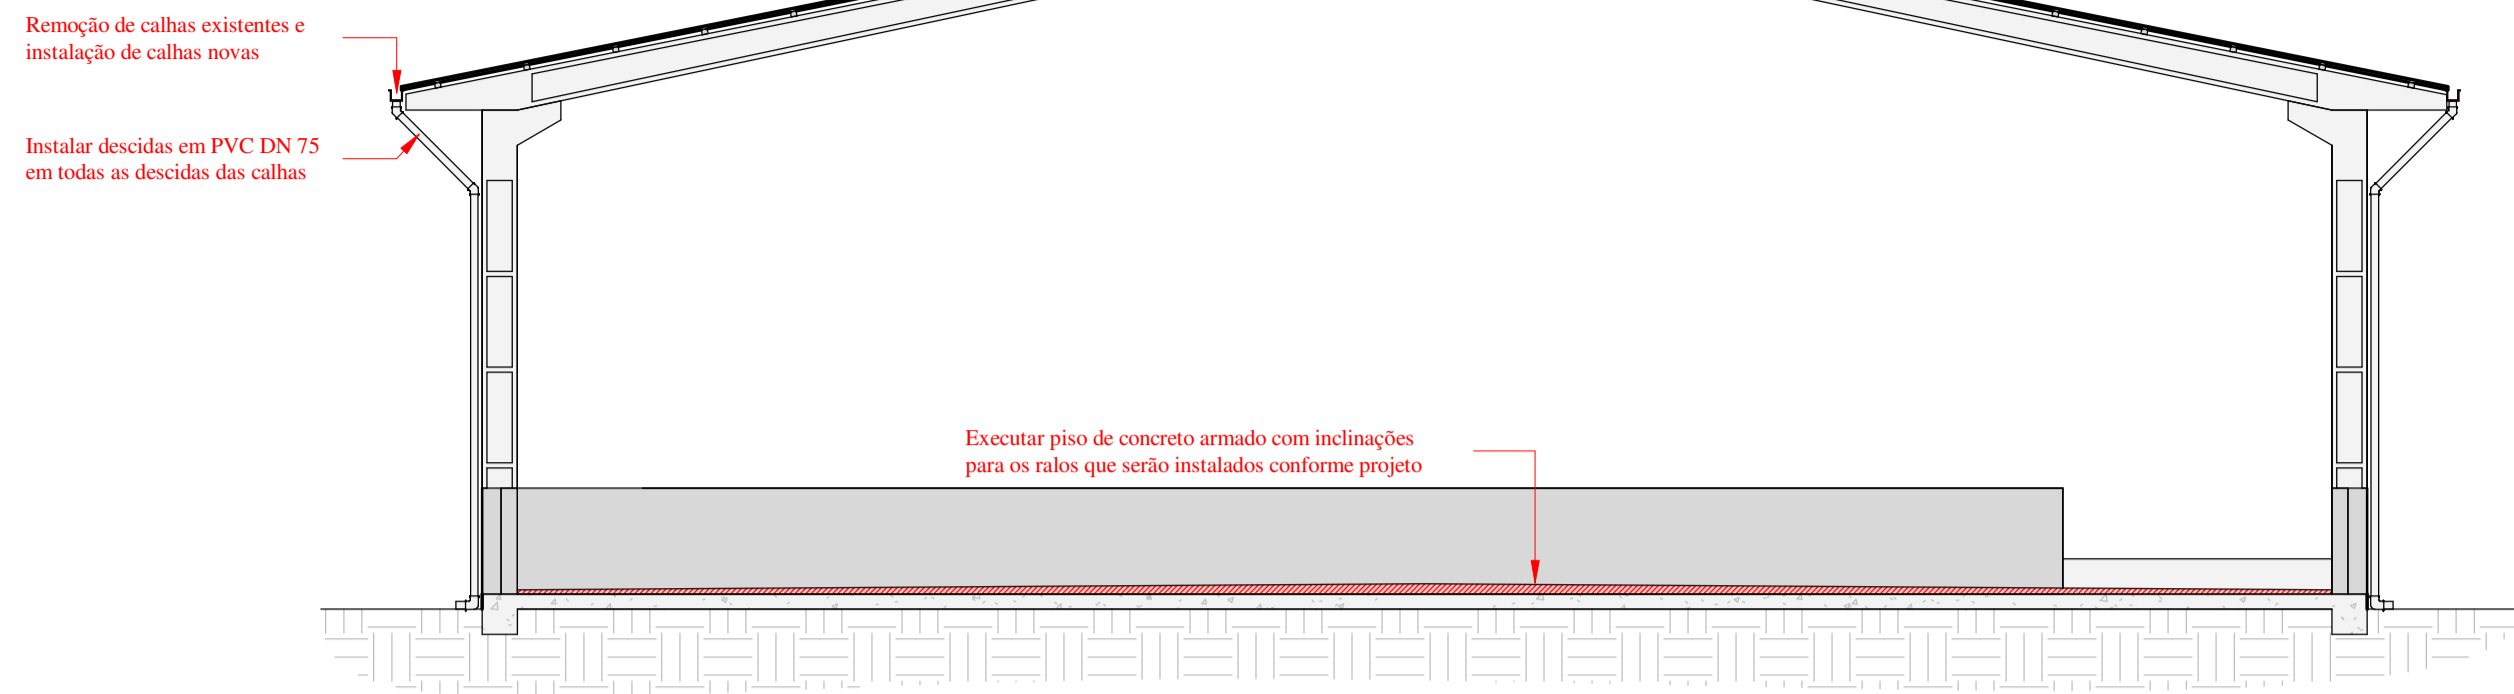 Remoção de calhas existentes e
instalação de calhas novas
Instalar descidas em PVC DN 75
em todas as descidas das calhas
Executar piso de concreto armado com inclinações
para os ralos que serão instalados conforme projeto